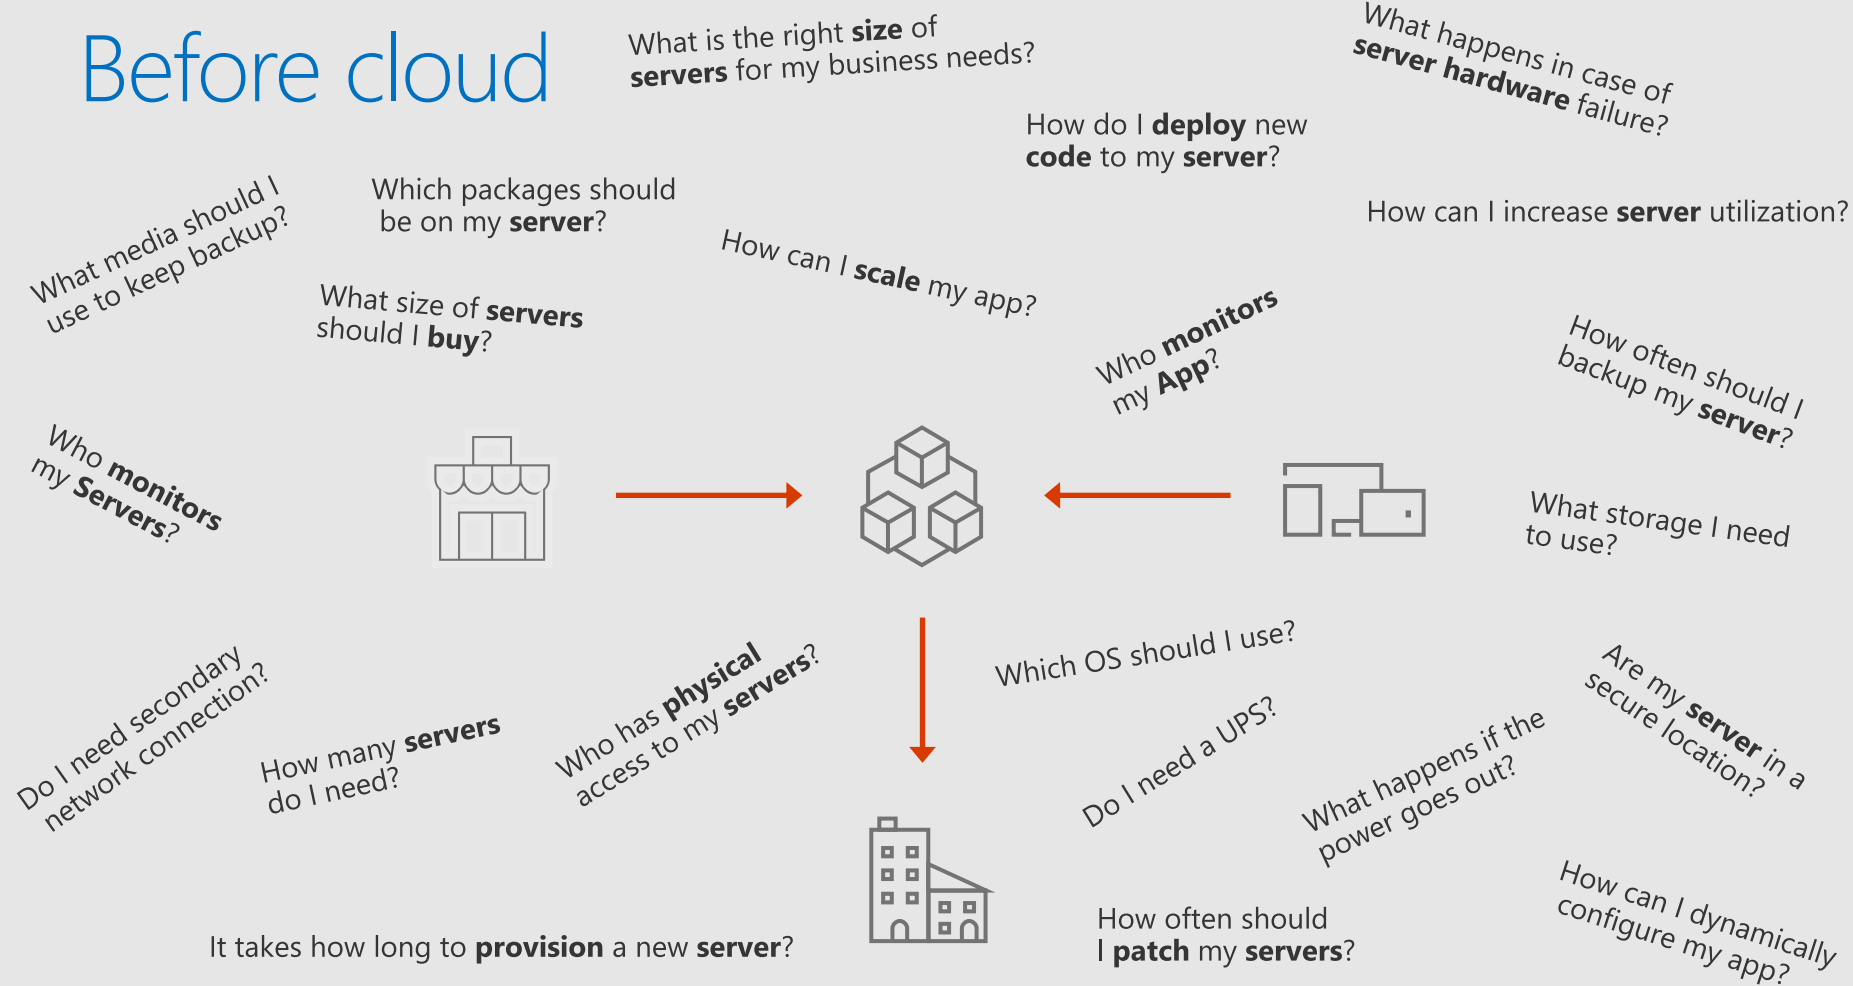 Before cloud
What is the right size of
servers for my business needs?
What happens in case of
server hardware failure?
How do I deploy new
code to my server?
What media should I
use to keep backup?
Which packages should
be on my server?
How can I increase server utilization?
How can I scale my app?
What size of servers
should I buy?
Who monitors
my App?
How often should I
backup my server?
Who monitors
my Servers?
What storage I need
to use?
Do I need secondary
network connection?
How many servers
do I need?
Who has physical
access to my servers?
Which OS should I use?
Do I need a UPS?
What happens if the
power goes out?
Are my server in a
secure location?
It takes how long to provision a new server?
How often should
I patch my servers?
How can I dynamically
configure my app?